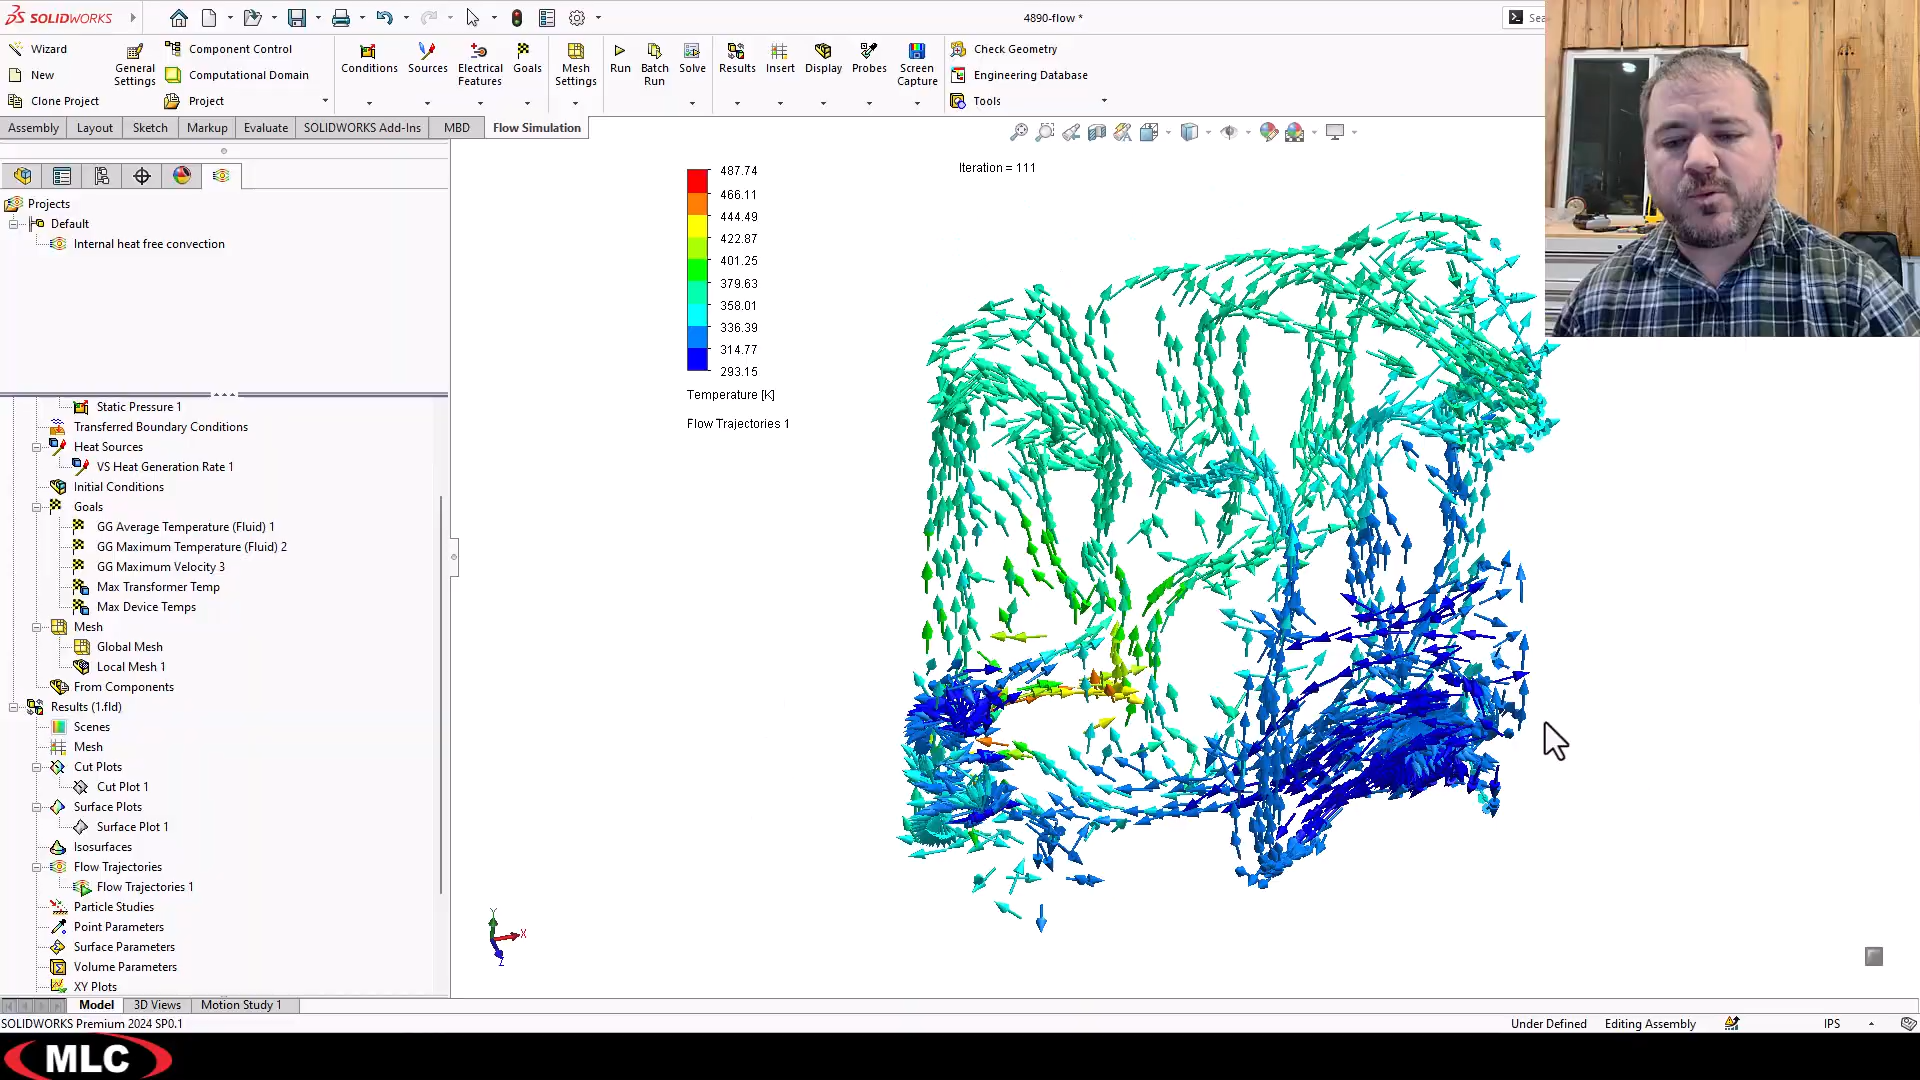 SOLIDWORKS
4890-flow *
Sea
Wizard
New
Clone Project
General Settings
Component Control
Computational Domain
Project
Conditions
Sources
Electrical Features
Goals
Mesh Settings
Run
Batch Run
Solve
Results
Insert
Display
Probes
Screen Capture
Check Geometry
Engineering Database
Tools
Assembly
Layout
Sketch
Markup
Evaluate
SOLIDWORKS Add-Ins
MBD
Flow Simulation
Projects
Default
Internal heat free convection
Static Pressure 1
Transferred Boundary Conditions
Heat Sources
VS Heat Generation Rate 1
Initial Conditions
Goals
GG Average Temperature (Fluid) 1
GG Maximum Temperature (Fluid) 2
GG Maximum Velocity 3
Max Transformer Temp
Max Device Temps
Mesh
Global Mesh
Local Mesh 1
From Components
Results (1.fld)
Scenes
Mesh
Cut Plots
Cut Plot 1
Surface Plots
Surface Plot 1
Isosurfaces
Flow Trajectories
Flow Trajectories 1
Particle Studies
Point Parameters
Surface Parameters
Volume Parameters
XY Plots
487.74
466.11
444.49
422.87
401.25
379.63
358.01
336.39
314.77
293.15
Temperature [K]
Flow Trajectories 1
Iteration = 111
Y
X
Z
Model
3D Views
Motion Study 1
SOLIDWORKS Premium 2024 SP0.1
Under Defined
Editing Assembly
IPS
MLC